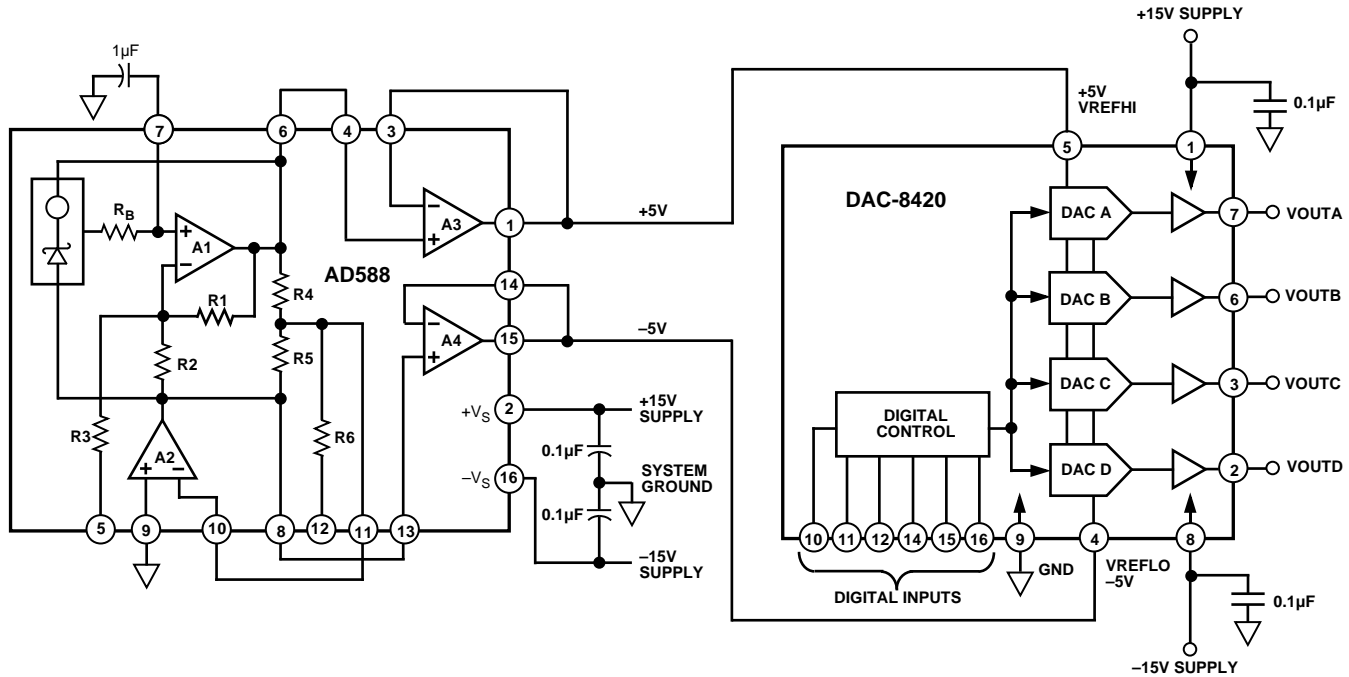 +15V SUPPLY
1µF
0.1µF
+5V
VREFHI
7
6
4
3
5
1
DAC-8420
RB
A1
A3
1
+5V
DAC A
7
VOUTA
AD588
R4
R1
14
DAC B
6
VOUTB
R2
R5
A4
15
–5V
DAC C
3
VOUTC
+VS
2
+15V
SUPPLY
R3
R6
0.1µF
DIGITAL
CONTROL
A2
–VS
16
SYSTEM
GROUND
0.1µF
DAC D
2
VOUTD
5
9
10
8
12
11
13
–15V
SUPPLY
10
11
12
14
15
16
9
4
8
GND
VREFLO
–5V
DIGITAL INPUTS
0.1µF
–15V SUPPLY